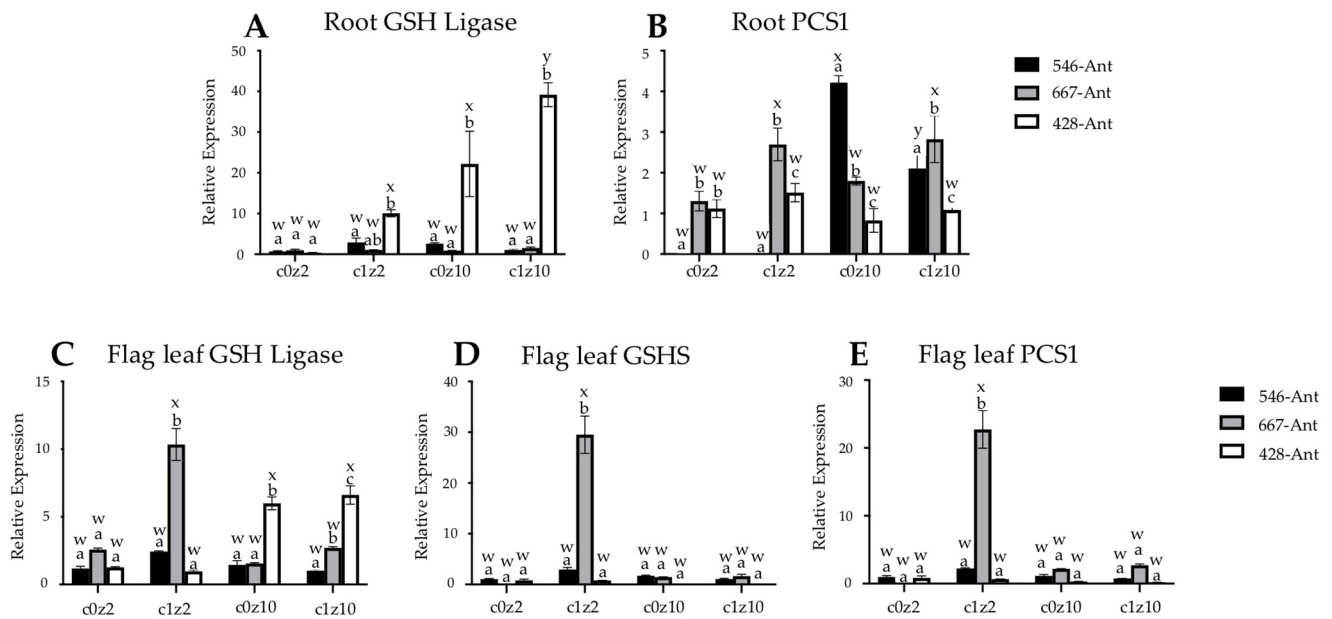 A Root GSH Ligase
Relative Expression
50
40
30
20
10
0
w w w
a a a
w w x
a ab b
w w x
a a b
w w y
a a b
c0z2 c1z2 c0z10 c1z10
B Root PCS1
Relative Expression
5
4
3
2
1
0
w w w
a b b
w x w
a b c
x w w
a b c
y x w
a b c
c0z2 c1z2 c0z10 c1z10
546-Ant
667-Ant
428-Ant
C Flag leaf GSH Ligase
Relative Expression
15
10
5
0
w w w
a a a
w x w
a b a
w w x
a a b
w w x
a b c
c0z2 c1z2 c0z10 c1z10
D Flag leaf GSHS
Relative Expression
40
30
20
10
0
w w w
a a a
w x w
a b a
w w w
a a a
w w w
a a a
c0z2 c1z2 c0z10 c1z10
E Flag leaf PCS1
Relative Expression
30
20
10
0
w w w
a a a
w x w
a b a
w w w
a a a
w w w
a a a
c0z2 c1z2 c0z10 c1z10
546-Ant
667-Ant
428-Ant